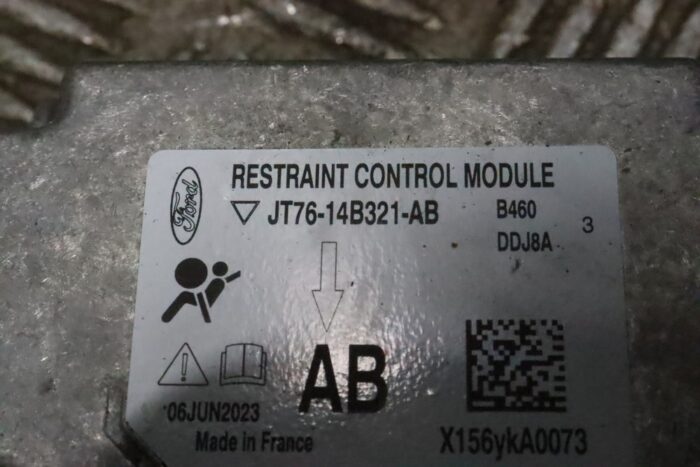 Ford
RESTRAINT CONTROL MODULE
JT76-14B321-AB B460
DDJ8A 3
AB
06JUN2023
Made in France X156ykA0073